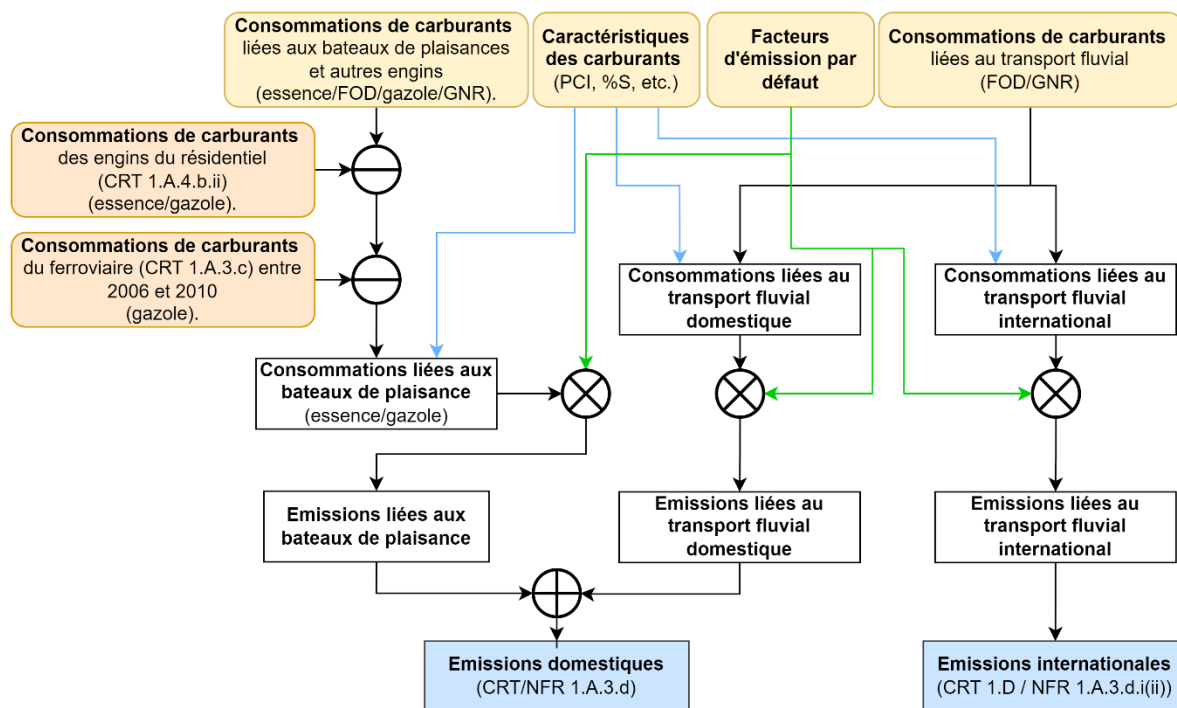 Consommations de carburants
liées aux bateaux de plaisances
et autres engins
(essence/FOD/gazole/GNR).
Caractéristiques
des carburants
(PCI, %S, etc.)
Facteurs
d'émission par
défaut
Consommations de carburants
liées au transport fluvial
(FOD/GNR)
Consommations de carburants
des engins du résidentiel
(CRT 1.A.4.b.ii)
(essence/gazole).
Consommations de carburants
du ferroviaire (CRT 1.A.3.c) entre
2006 et 2010
(gazole).
Consommations liées au
transport fluvial
domestique
Consommations liées au
transport fluvial
international
Consommations liées aux
bateaux de plaisance
(essence/gazole)
Emissions liées aux
bateaux de plaisance
Emissions liées au
transport fluvial
domestique
Emissions liées au
transport fluvial
international
Emissions domestiques
(CRT/NFR 1.A.3.d)
Emissions internationales
(CRT 1.D / NFR 1.A.3.d.i(ii))